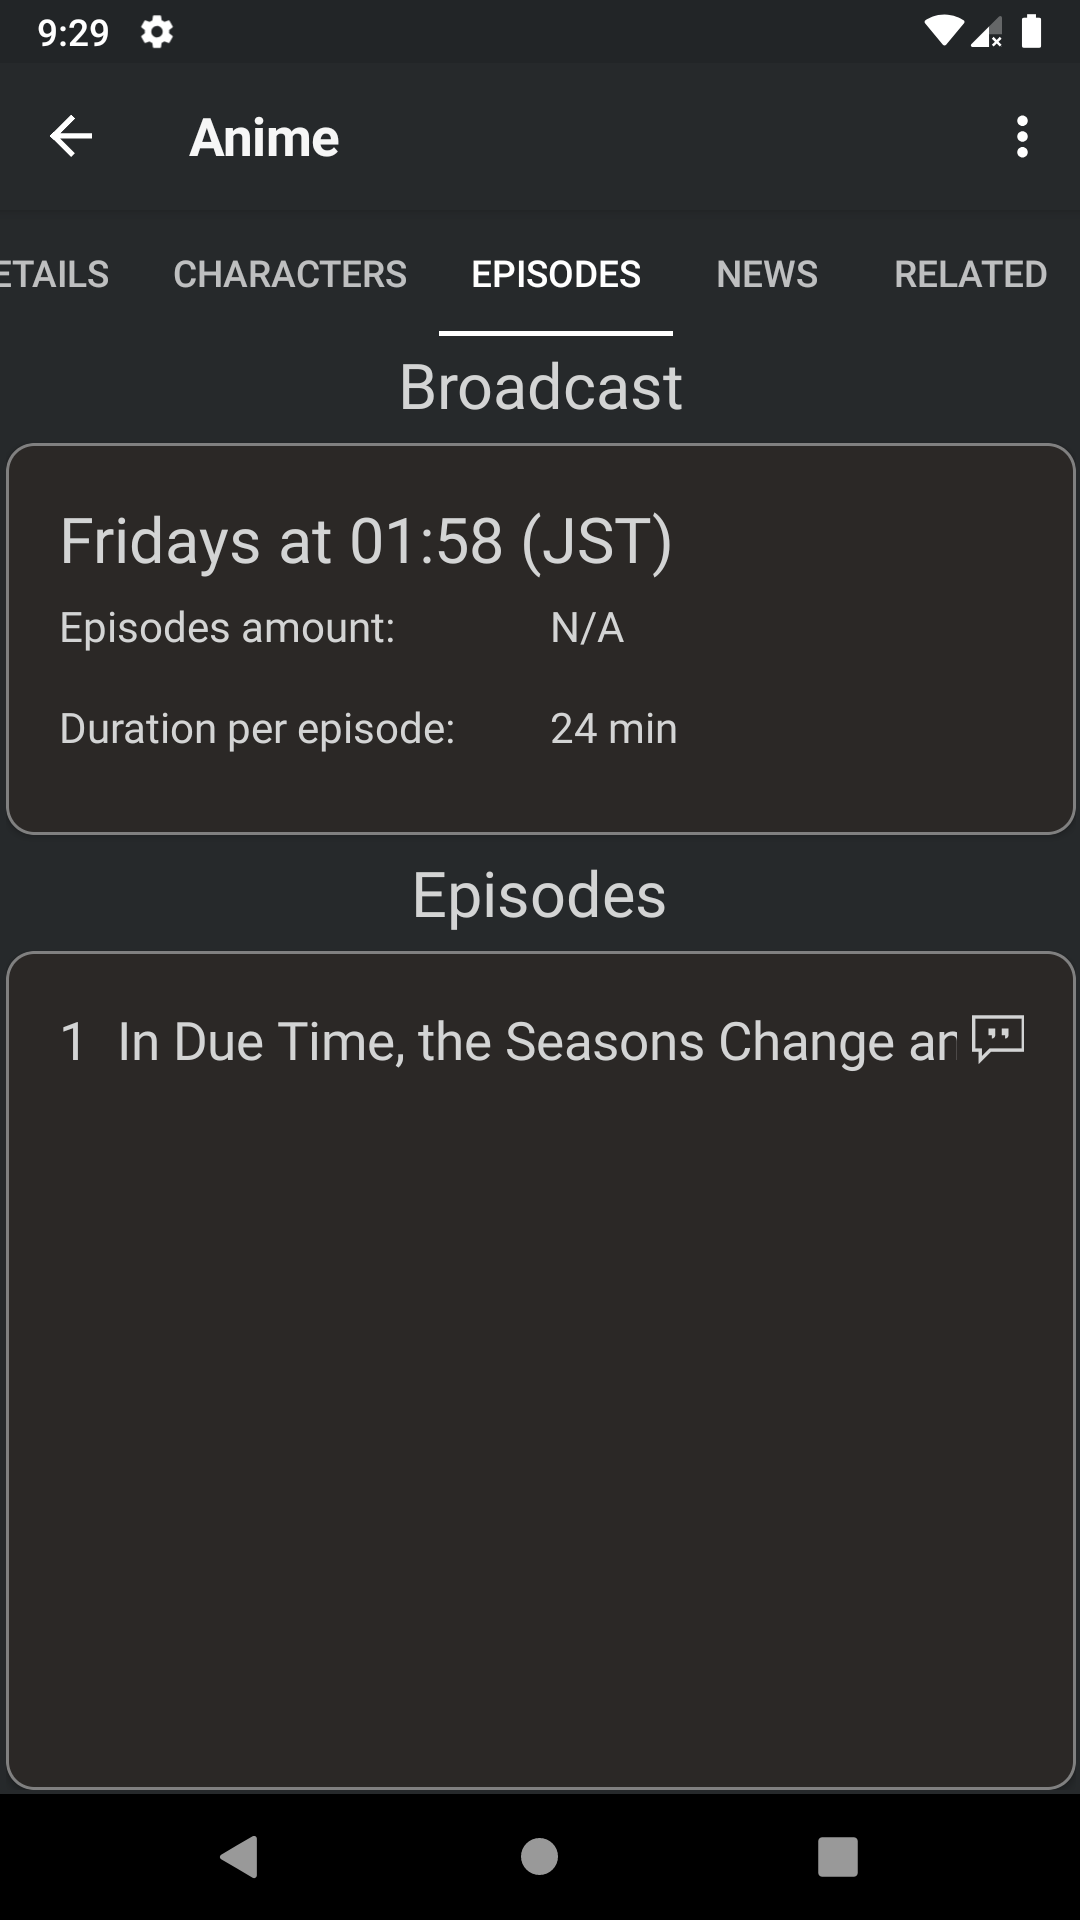 9:29
Anime
ETAILS CHARACTERS EPISODES NEWS RELATED
Broadcast
Fridays at 01:58 (JST)
Episodes amount: N/A
Duration per episode: 24 min
Episodes
1 In Due Time, the Seasons Change an